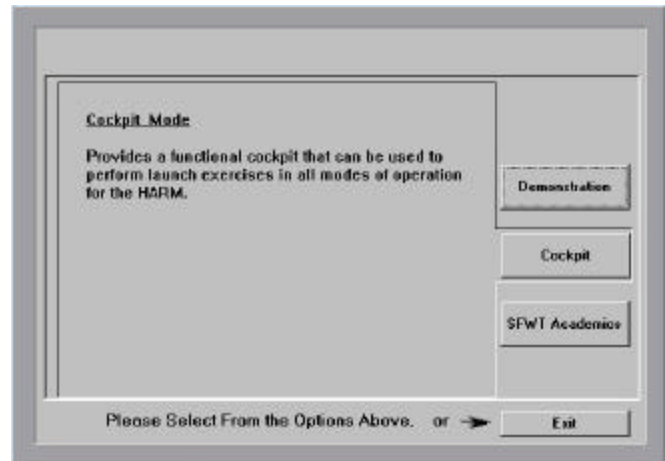 Cockpit Mode
Provides a functional cockpit that can be used to
perform launch exercises in all modes of operation
for the HARM.
Demonstration
Cockpit
SFWT Academics
Please Select From the Options Above. or
Exit